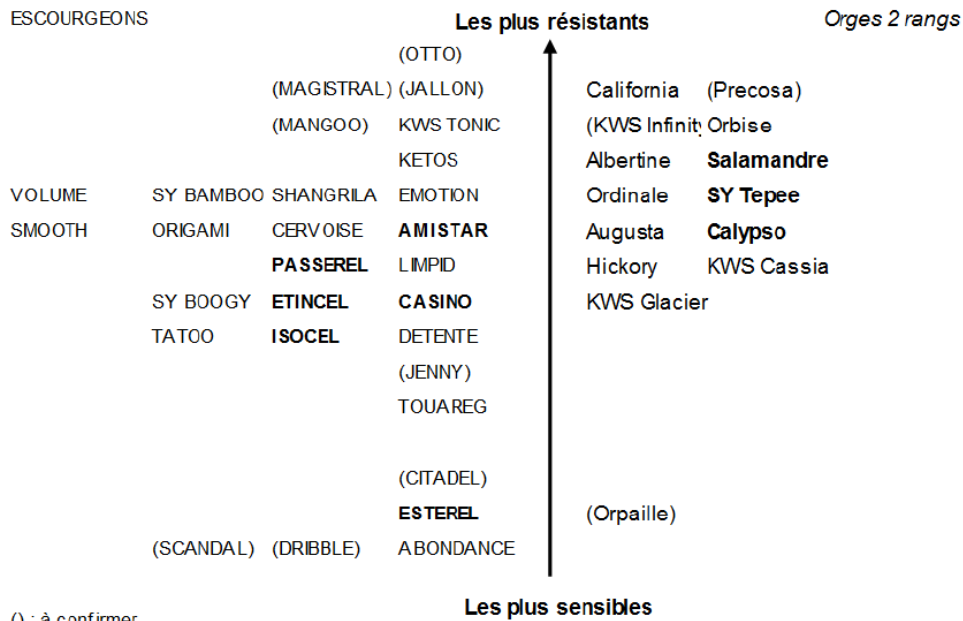 ESCOURGEONS Les plus résistants Orges 2 rangs
(OTTO)
(MAGISTRAL) (JALLON) California (Precosa)
(MANGOO) KWS TONIC (KWS Infinity Orbise
KETOS Albertine Salamandre
VOLUME SY BAMBOO SHANGRILA EMOTION Ordinale SY Tepee
SMOOTH ORIGAMI CERVOISE AMISTAR Augusta Calypso
PASSEREL LIMPID Hickory KWS Cassia
SY BOOGY ETINCEL CASINO KWS Glacier
TATOO ISOCEL DETENTE
(JENNY)
TOUAREG
(CITADEL)
ESTEREL (Orpaille)
(SCANDAL) (DRIBBLE) ABONDANCE
Les plus sensibles
() : à confirmer